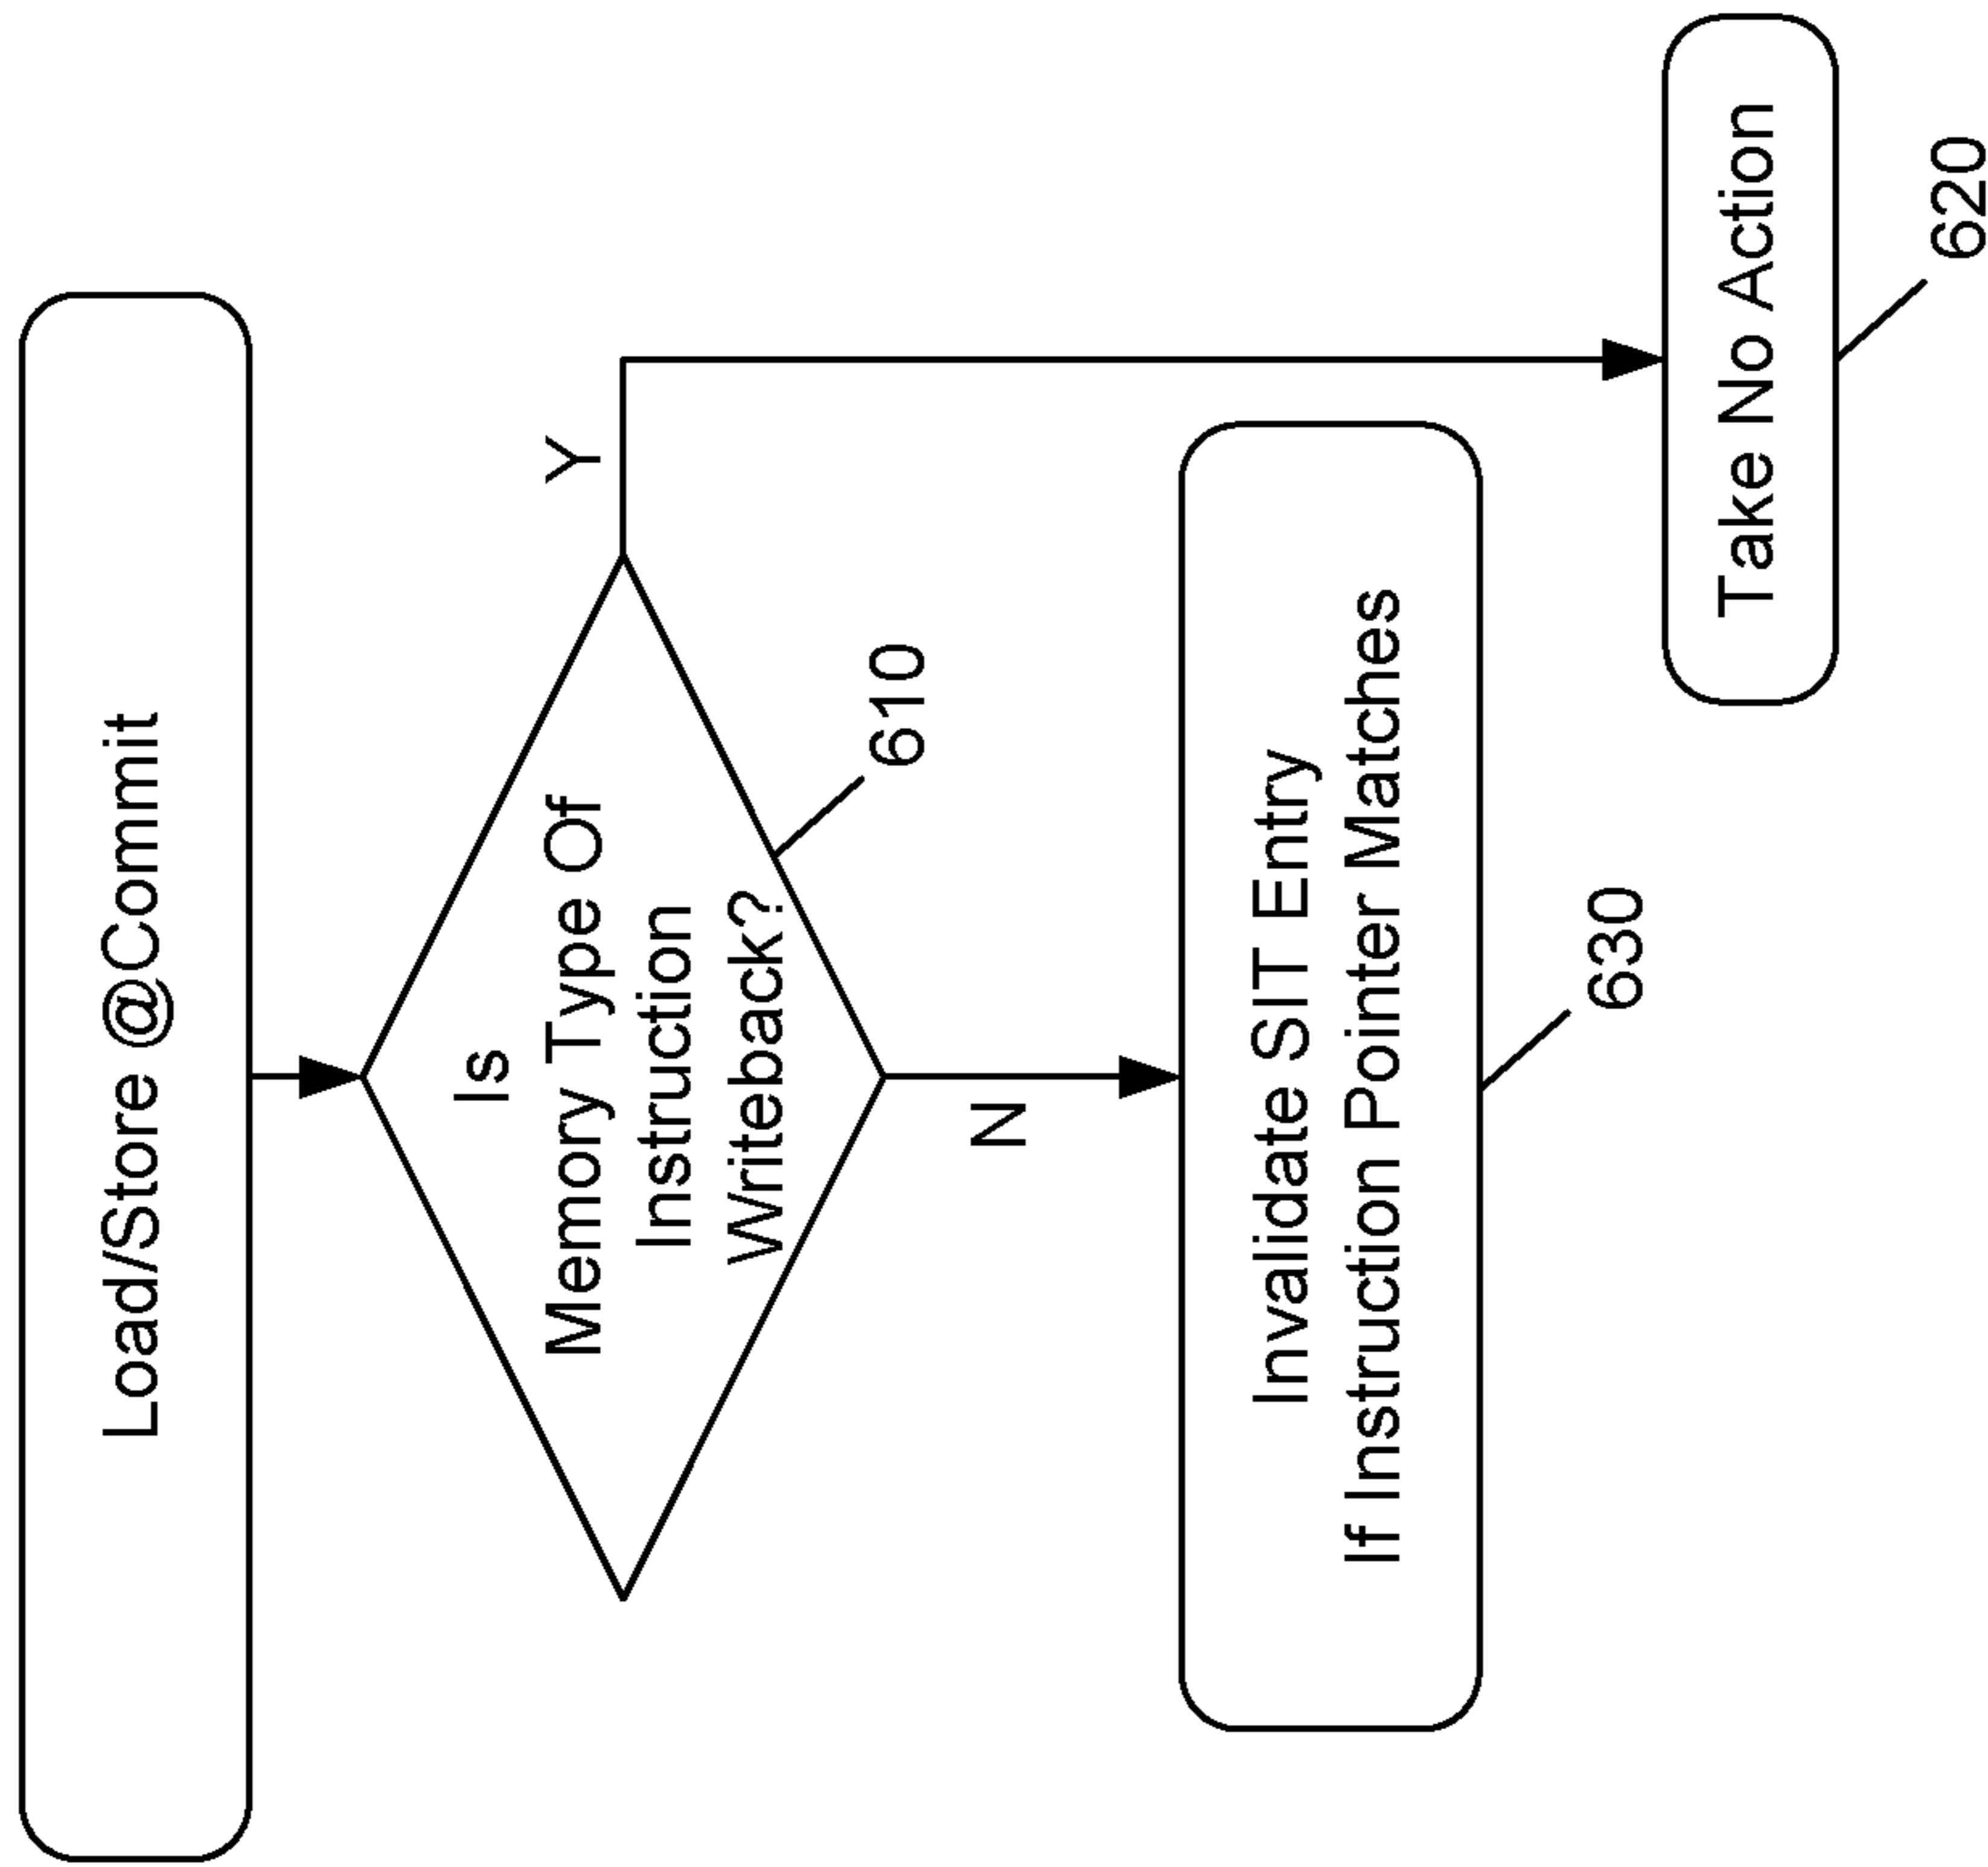 Load/Store @Commit
Is
Memory Type Of
Instruction
Writeback?
610
Y
N
Invalidate SIT Entry
If Instruction Pointer Matches
630
Take No Action
620